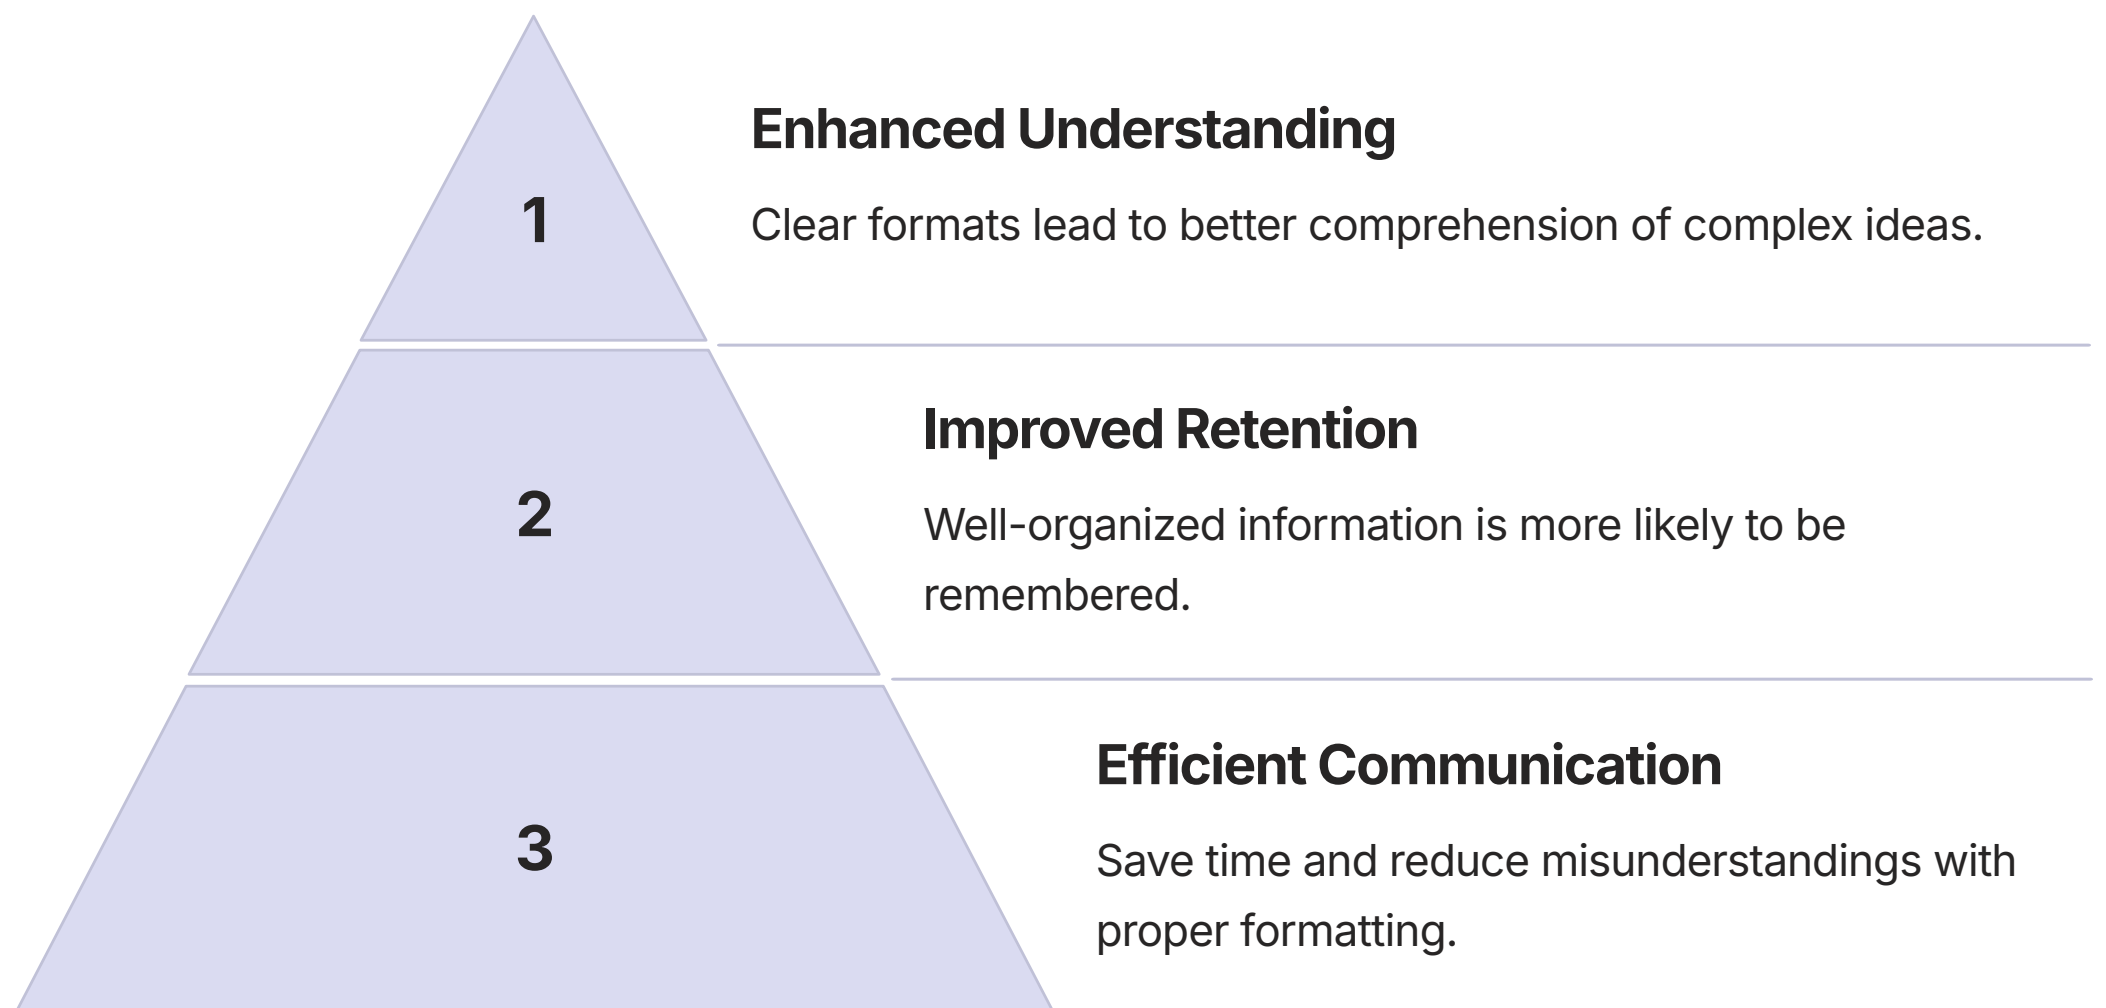 1
Enhanced Understanding
Clear formats lead to better comprehension of complex ideas.
2
Improved Retention
Well-organized information is more likely to be
remembered.
3
Efficient Communication
Save time and reduce misunderstandings with
proper formatting.